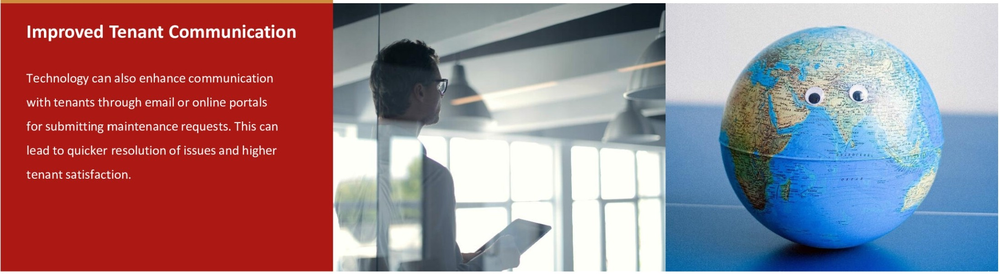 Improved Tenant Communication
Technology can also enhance communication
with tenants through email or online portals
for submitting maintenance requests. This can
lead to quicker resolution of issues and higher
tenant satisfaction.
ОКЕАН